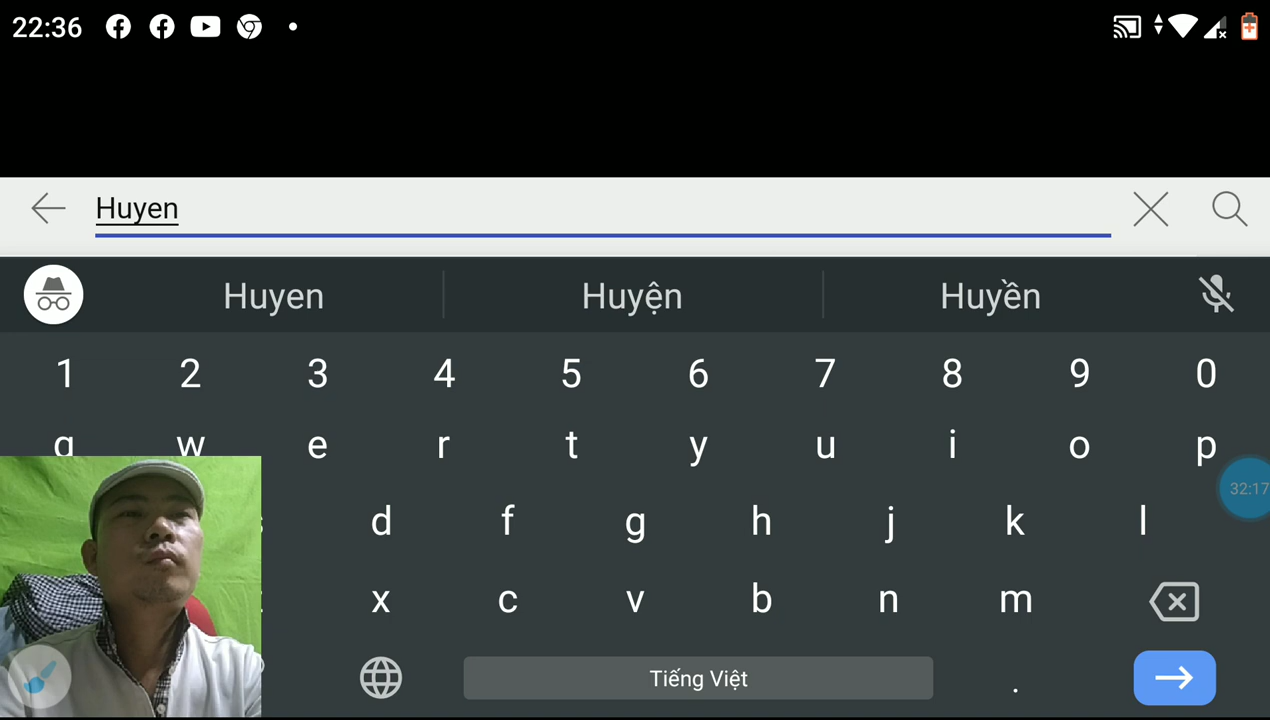 22:36
Huyen
Huyen Huyện Huyền
1 2 3 4 5 6 7 8 9 0
q w e r t y u i o p
d f g h j k l
x c v b n m
Tiếng Việt .
32:17